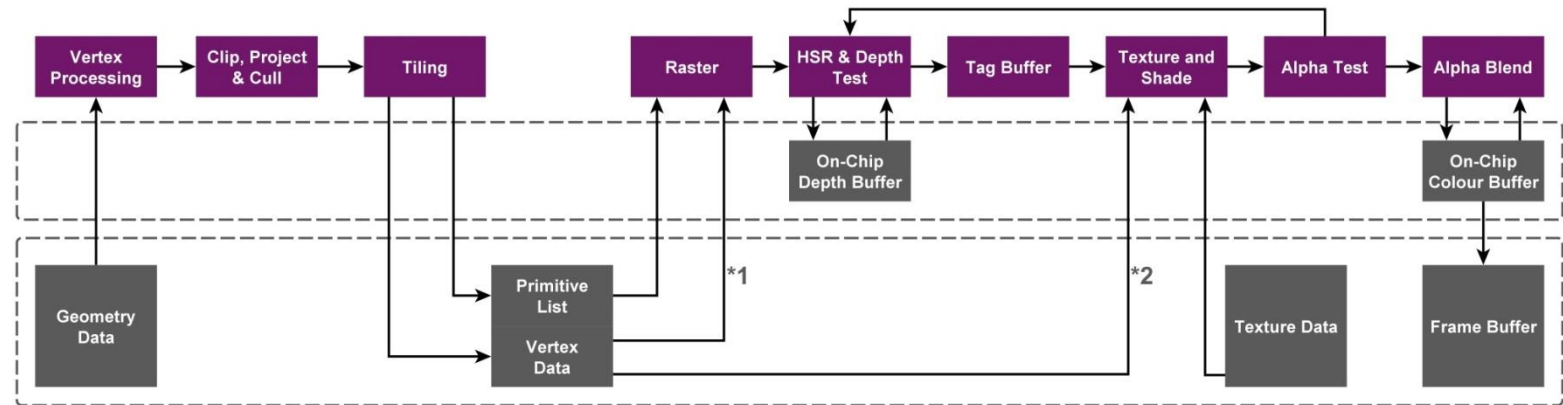 Vertex
Processing
Clip, Project
& Cull
Tiling
Raster
HSR & Depth
Test
Tag Buffer
Texture and
Shade
Alpha Test
Alpha Blend
On-Chip
Depth Buffer
On-Chip
Colour Buffer
Geometry
Data
Primitive
List
Vertex
Data
*1
*2
Texture Data
Frame Buffer